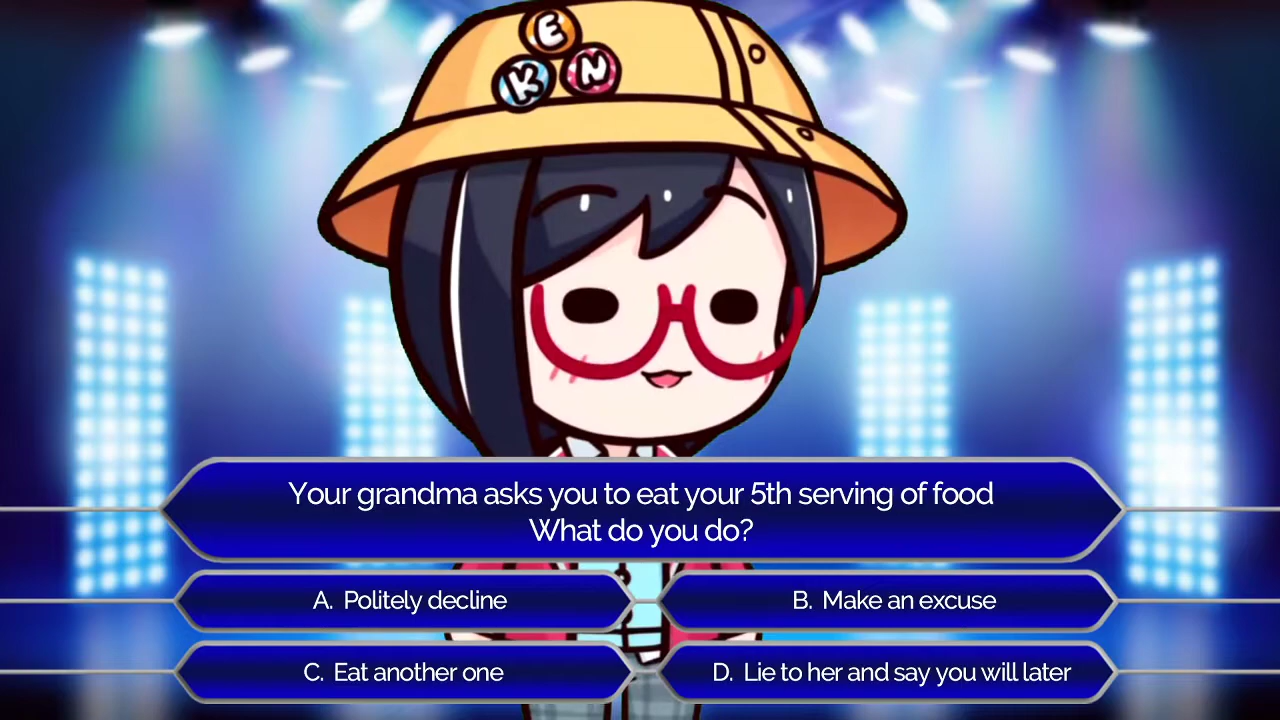 E
K N
Your grandma asks you to eat your 5th serving of food
What do you do?
A. Politely decline
B. Make an excuse
C. Eat another one
D. Lie to her and say you will later